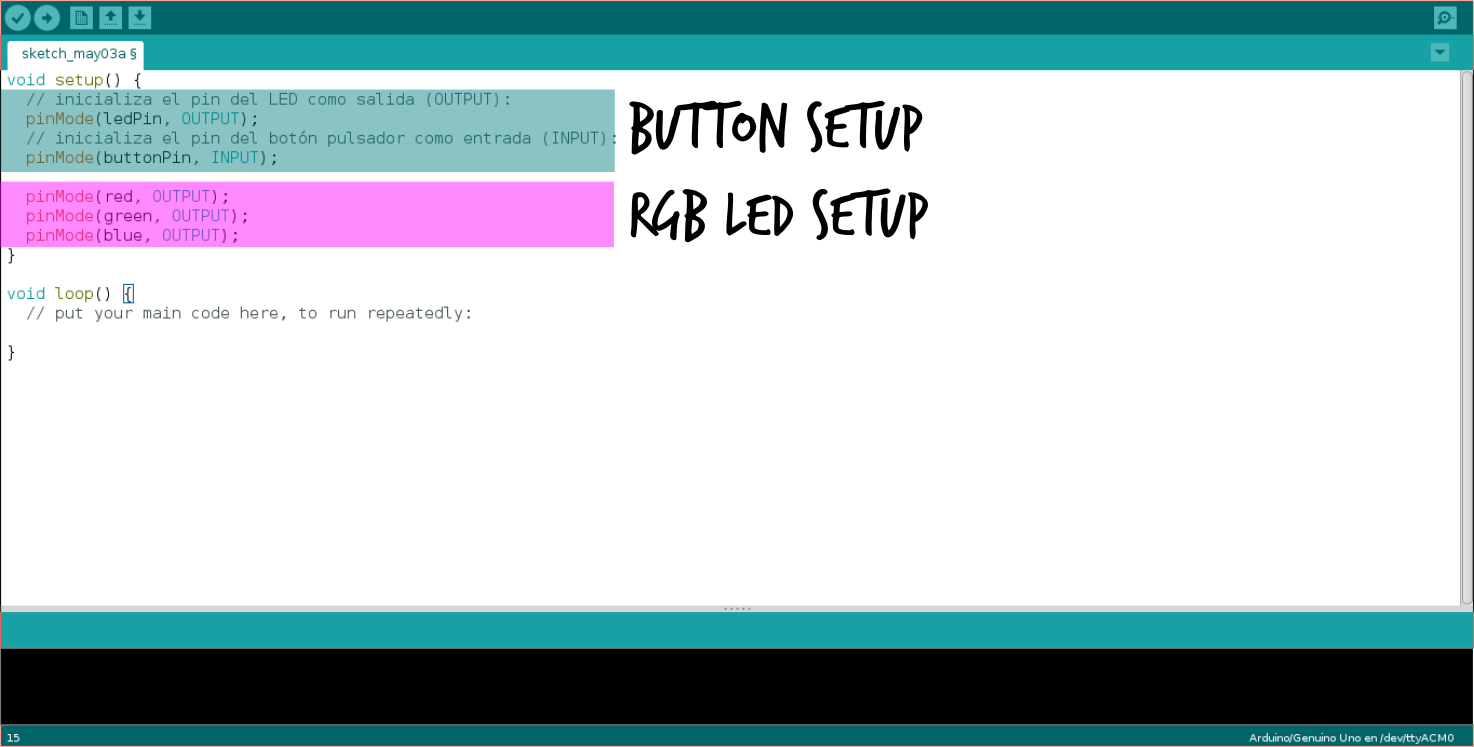 sketch_may03a §
void setup() {
// inicializa el pin del LED como salida (OUTPUT):
pinMode(ledPin, OUTPUT);
// inicializa el pin del botón pulsador como entrada (INPUT):
pinMode(buttonPin, INPUT);
BUTTON SETUP
pinMode(red, OUTPUT);
pinMode(green, OUTPUT);
pinMode(blue, OUTPUT);
RGB LED SETUP
}
void loop() {
// put your main code here, to run repeatedly:
}
15
Arduino/Genuino Uno en /dev/ttyACM0